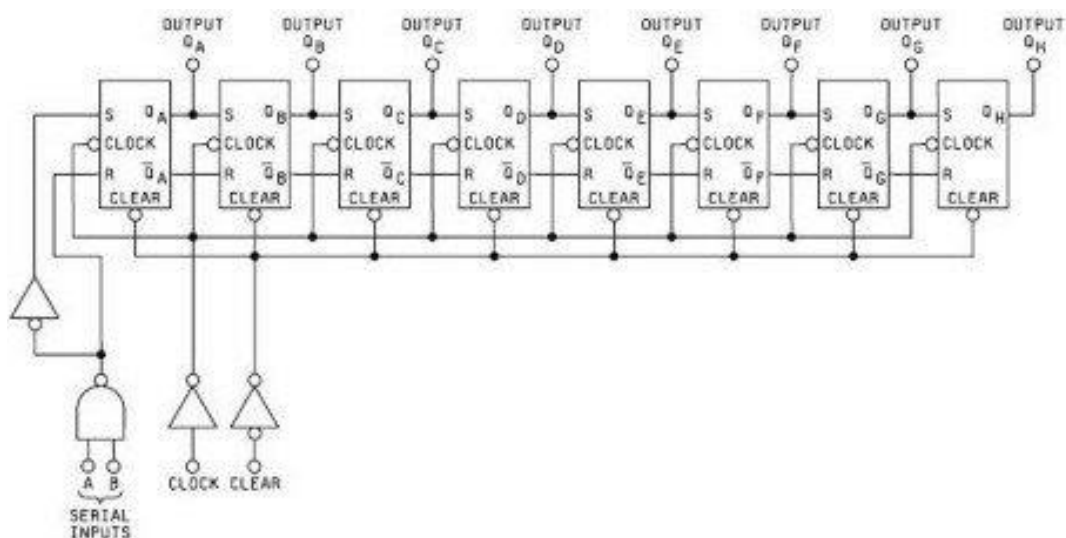 OUTPUT OUTPUT OUTPUT OUTPUT OUTPUT OUTPUT OUTPUT OUTPUT
QA QB QC QD QE QF QG QH
S QA S QB S QC S QD S QE S QF S QG S QH
CLOCK CLOCK CLOCK CLOCK CLOCK CLOCK CLOCK CLOCK
R Q̅A R Q̅B R Q̅C R Q̅D R Q̅E R Q̅F R Q̅G R
CLEAR CLEAR CLEAR CLEAR CLEAR CLEAR CLEAR CLEAR
A B CLOCK CLEAR
SERIAL
INPUTS